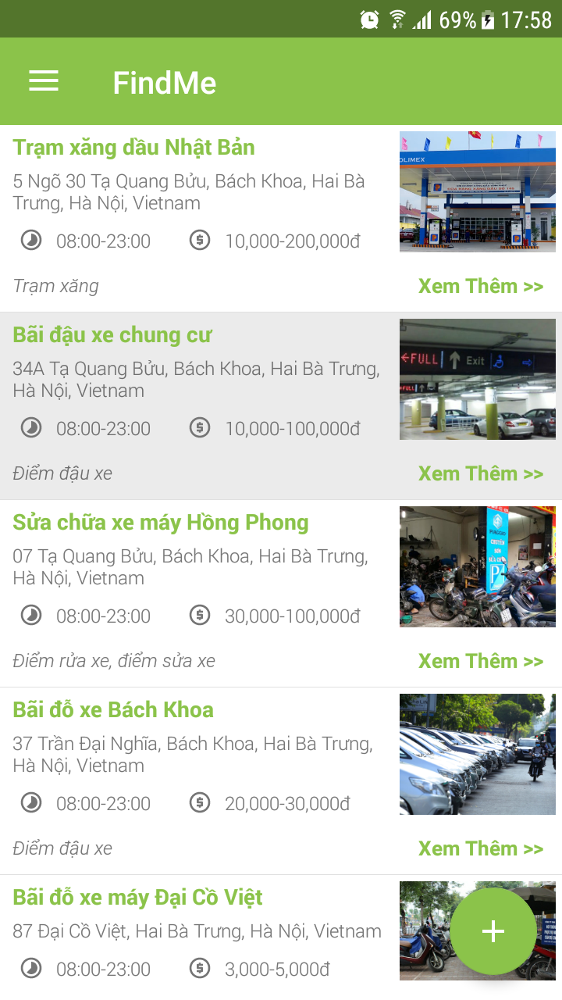 69% 17:58
FindMe
Trạm xăng dầu Nhật Bản
5 Ngõ 30 Tạ Quang Bửu, Bách Khoa, Hai Bà
Trưng, Hà Nội, Vietnam
08:00-23:00 10,000-200,000đ
Trạm xăng Xem Thêm >>
OLIMEX
Bãi đậu xe chung cư
34A Tạ Quang Bửu, Bách Khoa, Hai Bà Trưng,
Hà Nội, Vietnam
08:00-23:00 10,000-100,000đ
Điểm đậu xe Xem Thêm >>
FULL Exit
FULL
Sửa chữa xe máy Hồng Phong
07 Tạ Quang Bửu, Bách Khoa, Hai Bà Trưng,
Hà Nội, Vietnam
08:00-23:00 30,000-100,000đ
Điểm rửa xe, điểm sửa xe Xem Thêm >>
PIAGGIO
CHUYÊN
SƠN
Bãi đỗ xe Bách Khoa
37 Trần Đại Nghĩa, Bách Khoa, Hai Bà Trưng,
Hà Nội, Vietnam
08:00-23:00 20,000-30,000đ
Điểm đậu xe Xem Thêm >>
Bãi đỗ xe máy Đại Cồ Việt
87 Đại Cồ Việt, Hai Bà Trưng, Hà Nội, Vietnam
08:00-23:00 3,000-5,000đ